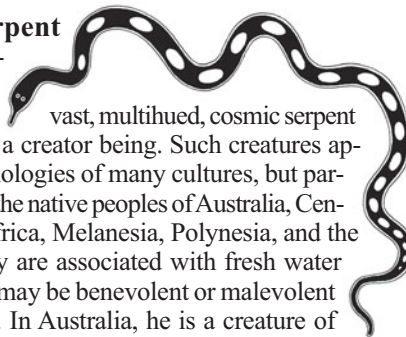 rpent
vast, multihued, cosmic serpent
a creator being. Such creatures ap-
ologies of many cultures, but par-
he native peoples of Australia, Cen-
frica, Melanesia, Polynesia, and the
y are associated with fresh water
may be benevolent or malevolent
. In Australia, he is a creature of